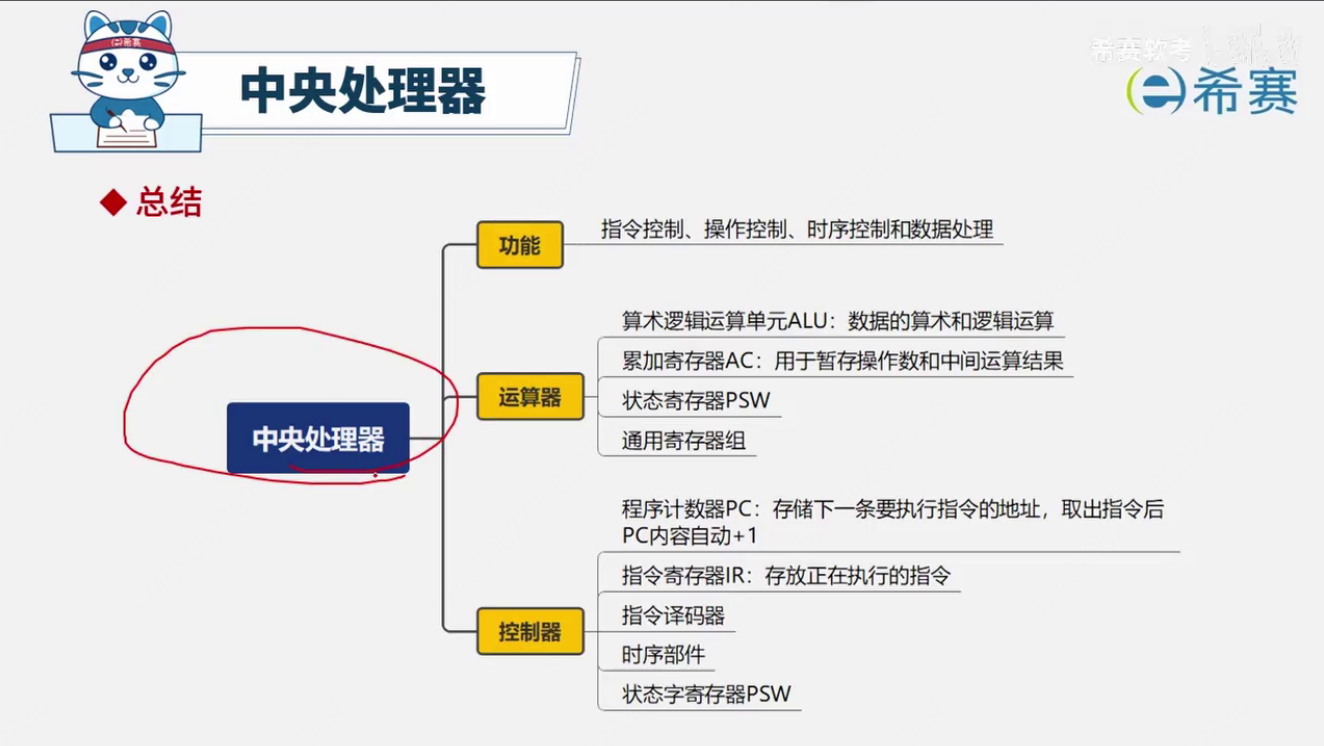 希赛
中央处理器
希赛软考
希赛
总结
功能
指令控制、操作控制、时序控制和数据处理
算术逻辑运算单元ALU：数据的算术和逻辑运算
累加寄存器AC：用于暂存操作数和中间运算结果
运算器
状态寄存器PSW
通用寄存器组
中央处理器
程序计数器PC：存储下一条要执行指令的地址，取出指令后
PC内容自动+1
指令寄存器IR：存放正在执行的指令
指令译码器
控制器
时序部件
状态字寄存器PSW